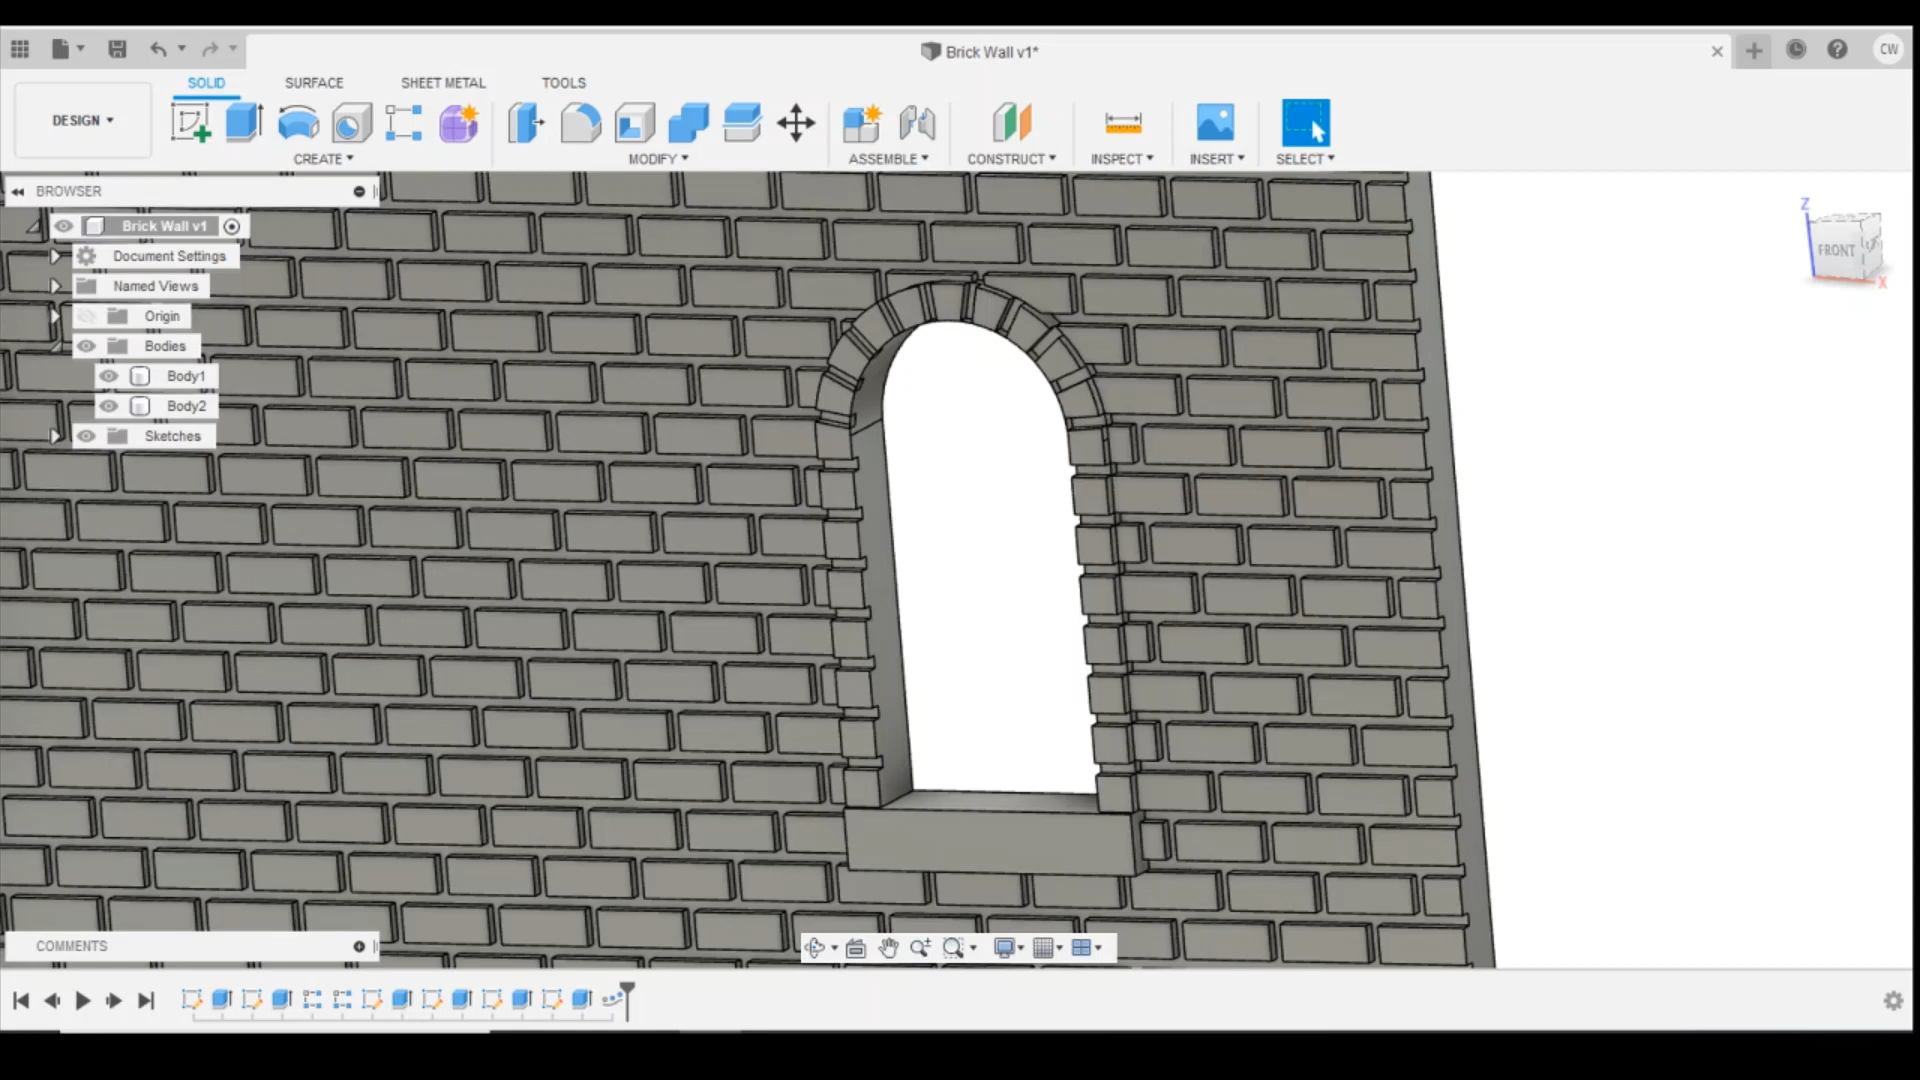 Brick Wall v1*
CW
SOLID SURFACE SHEET METAL TOOLS
DESIGN
CREATE MODIFY ASSEMBLE CONSTRUCT INSPECT INSERT SELECT
BROWSER
Brick Wall v1
Document Settings
Named Views
Origin
Bodies
Body1
Body2
Sketches
Z
FRONT
X
COMMENTS